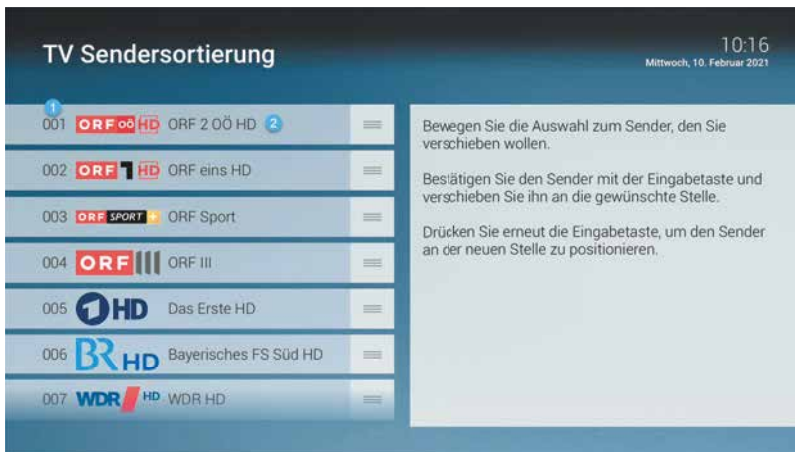 TV Sendersortierung
10:16
Mittwoch, 10. Februar 2021
1
001 ORF OÖ HD ORF 2 OÖ HD 2
002 ORF 1 HD ORF eins HD
003 ORF SPORT + ORF Sport
004 ORF III ORF III
005 1 HD Das Erste HD
006 BR HD Bayerisches FS Süd HD
007 WDR HD WDR HD
Bewegen Sie die Auswahl zum Sender, den Sie
verschieben wollen.
Bestätigen Sie den Sender mit der Eingabetaste und
verschieben Sie ihn an die gewünschte Stelle.
Drücken Sie erneut die Eingabetaste, um den Sender
an der neuen Stelle zu positionieren.